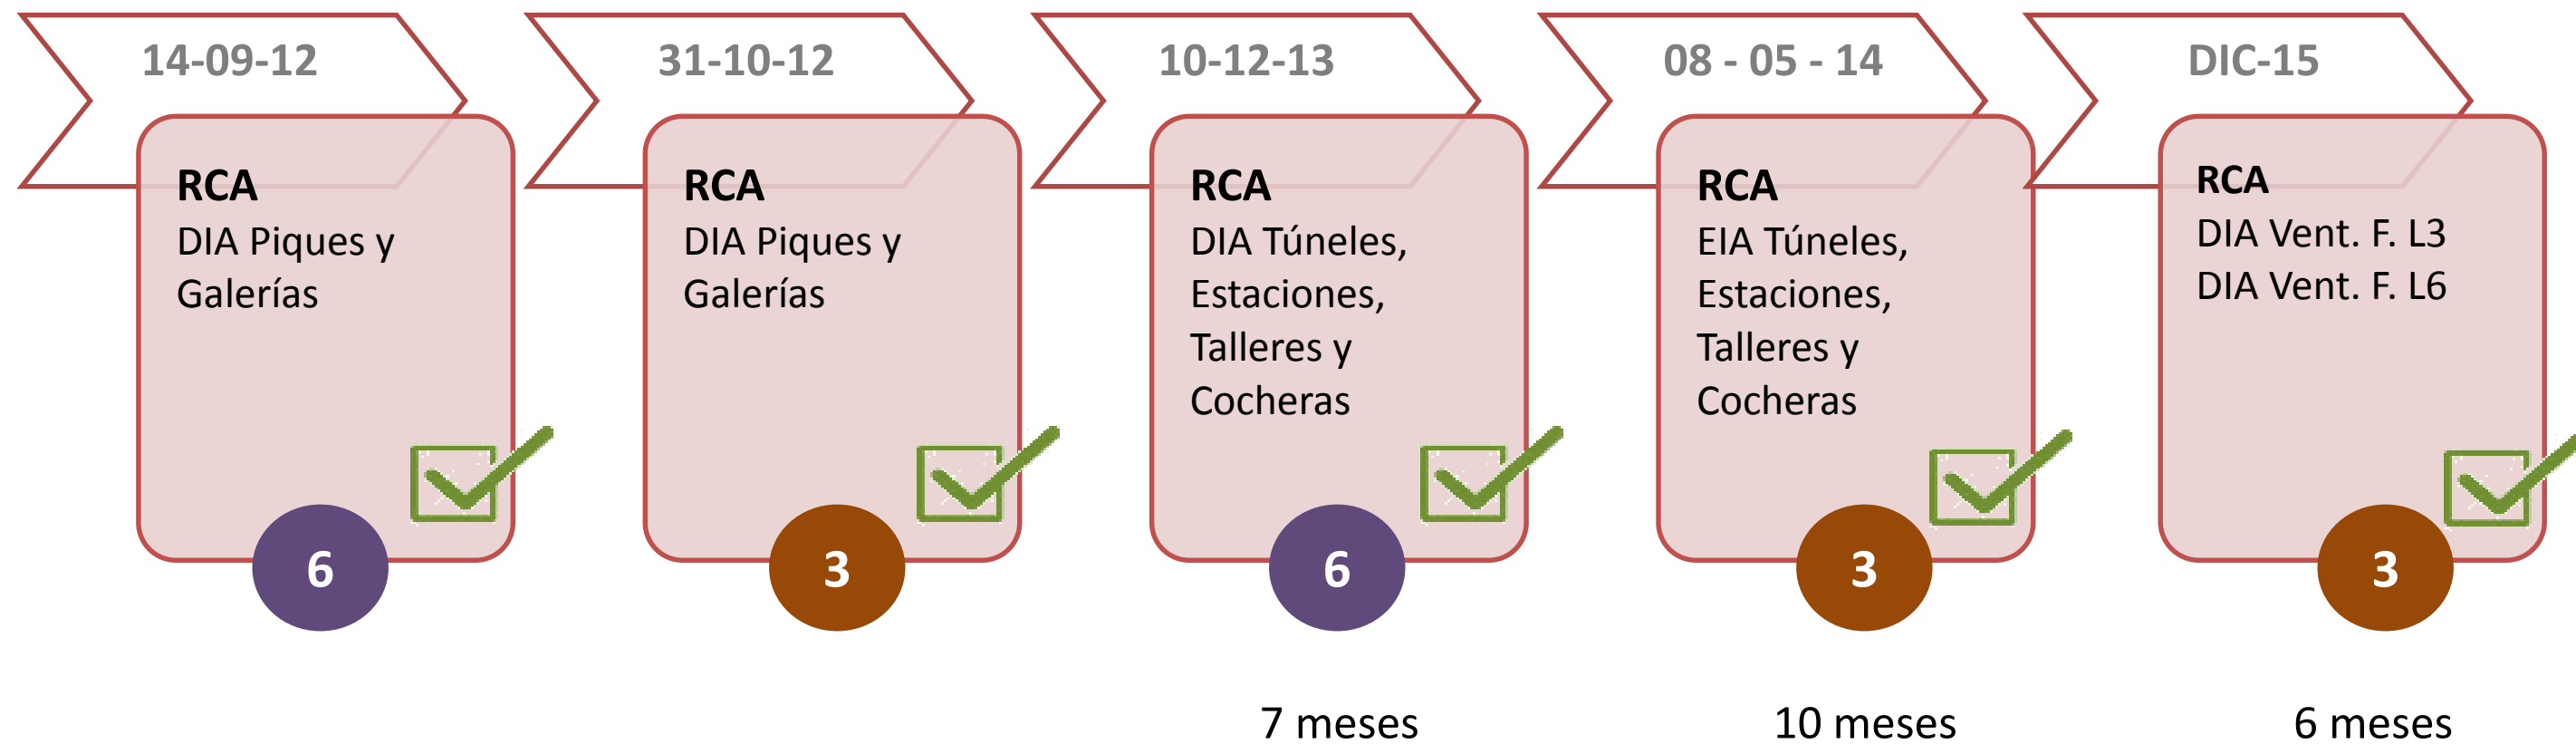 14-09-12
RCA
DIA Piques y
Galerías
6
31-10-12
RCA
DIA Piques y
Galerías
3
10-12-13
RCA
DIA Túneles,
Estaciones,
Talleres y
Cocheras
6
7 meses
08 - 05 - 14
RCA
EIA Túneles,
Estaciones,
Talleres y
Cocheras
3
10 meses
DIC-15
RCA
DIA Vent. F. L3
DIA Vent. F. L6
3
6 meses